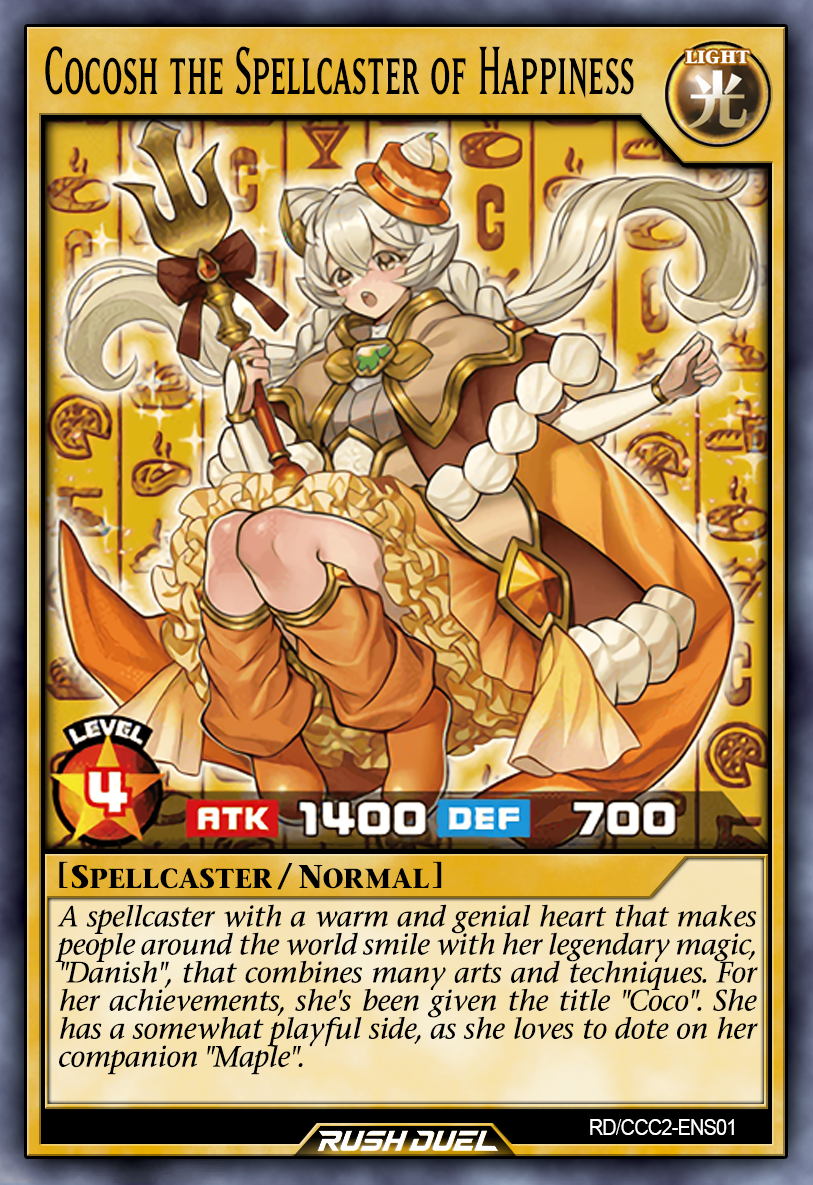 Cocosh the Spellcaster of Happiness
LIGHT
光
LEVEL
4
ATK 1400 DEF 700
[Spellcaster / Normal]
A spellcaster with a warm and genial heart that makes
people around the world smile with her legendary magic,
"Danish", that combines many arts and techniques. For
her achievements, she's been given the title "Coco". She
has a somewhat playful side, as she loves to dote on her
companion "Maple".
RD/CCC2-ENS01
RUSH DUEL